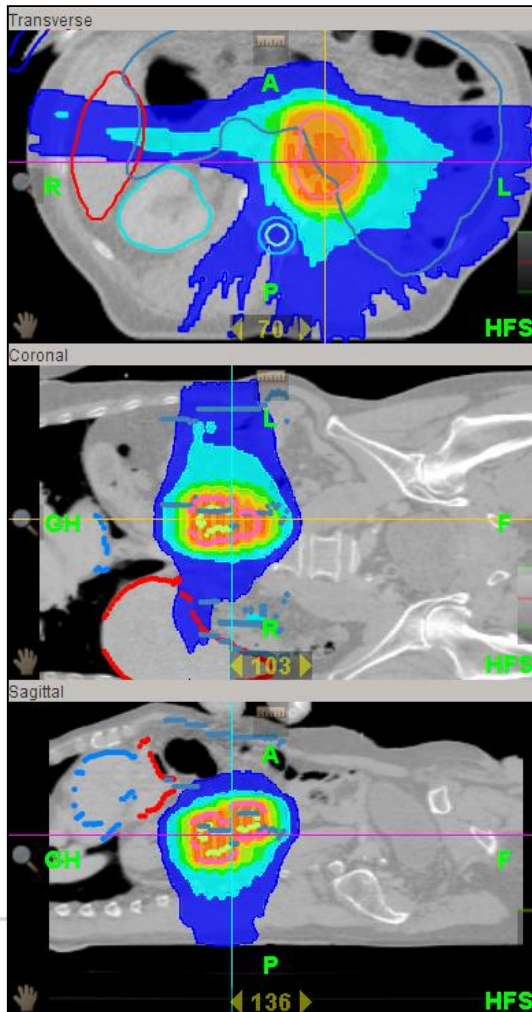 Transverse
A
R
L
P
70
HFS
Coronal
L
GH
F
R
103
HFS
Sagittal
A
GH
F
P
136
HFS